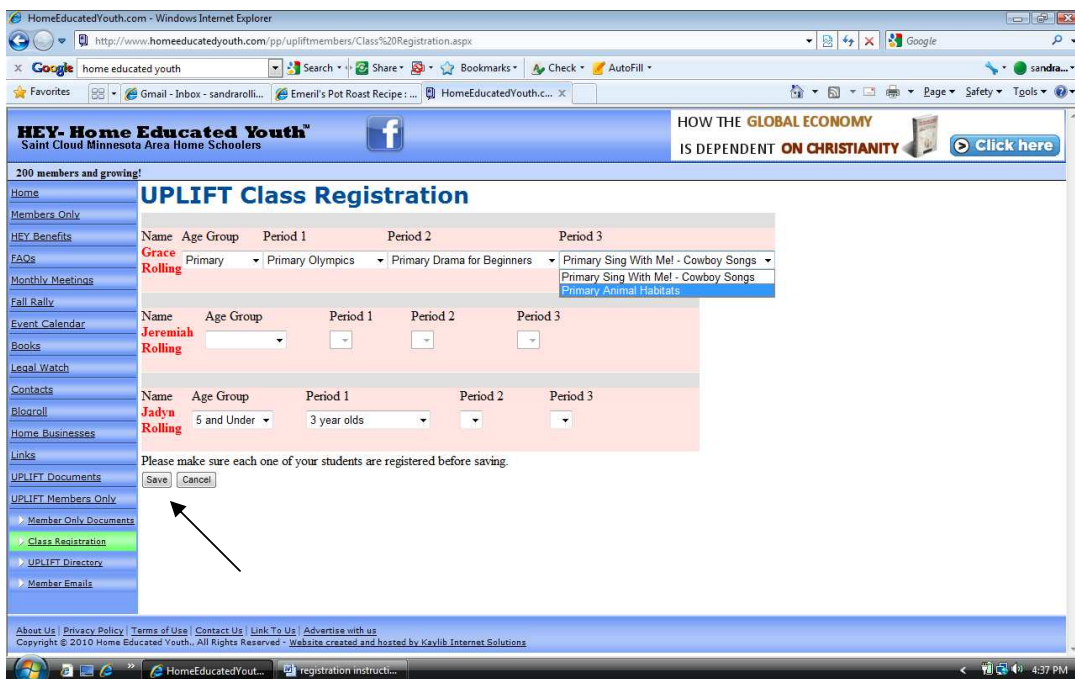 HomeEducatedYouth.com - Windows Internet Explorer
http://www.homeeducatedyouth.com/pp/upliftmembers/Class%20Registration.aspx
Google
Google home educated youth Search Share Bookmarks Check AutoFill sandra...
Favorites Gmail - Inbox - sandrarolli... Emeril's Pot Roast Recipe : ... HomeEducatedYouth.c... X Page Safety Tools
HEY- Home Educated Youth™
Saint Cloud Minnesota Area Home Schoolers
f
HOW THE GLOBAL ECONOMY
IS DEPENDENT ON CHRISTIANITY
Click here
200 members and growing!
Home
Members Only
HEY Benefits
FAQs
Monthly Meetings
Fall Rally
Event Calendar
Books
Legal Watch
Contacts
Blogroll
Home Businesses
Links
UPLIFT Documents
UPLIFT Members Only
Member Only Documents
Class Registration
UPLIFT Directory
Member Emails
UPLIFT Class Registration
Name Age Group Period 1 Period 2 Period 3
Grace Rolling Primary Primary Olympics Primary Drama for Beginners Primary Sing With Me! - Cowboy Songs
Primary Sing With Me! - Cowboy Songs
Primary Animal Habitats
Name Age Group Period 1 Period 2 Period 3
Jeremiah Rolling
Name Age Group Period 1 Period 2 Period 3
Jadyn Rolling 5 and Under 3 year olds
Please make sure each one of your students are registered before saving.
Save Cancel
About Us | Privacy Policy | Terms of Use | Contact Us | Link To Us | Advertise with us
Copyright © 2010 Home Educated Youth., All Rights Reserved - Website created and hosted by Kaylib Internet Solutions
HomeEducatedYout... registration instructi... 4:37 PM